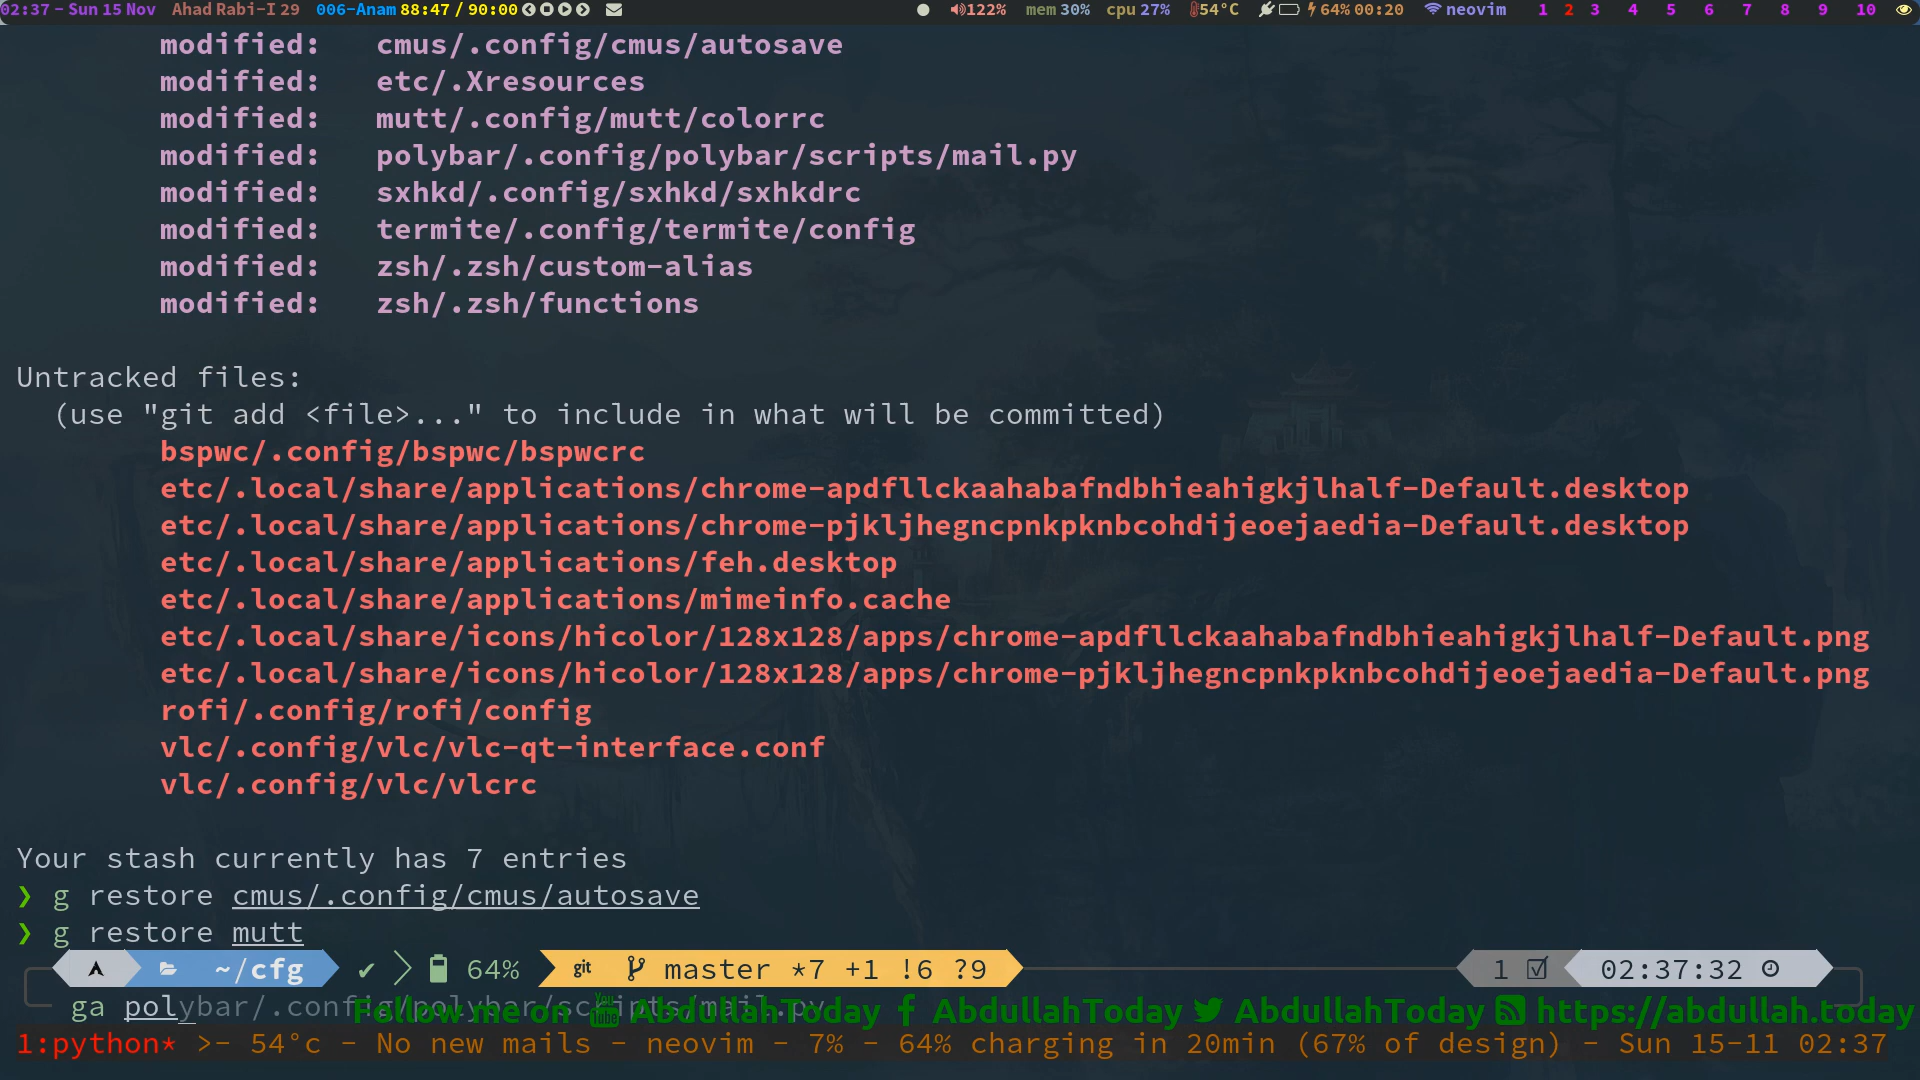 02:37 - Sun 15 Nov Ahad Rabi-I 29 006-Anam 88:47 / 90:00 122% mem 30% cpu 27% 54°C 64% 00:20 neovim 1 2 3 4 5 6 7 8 9 10
modified: cmus/.config/cmus/autosave
modified: etc/.Xresources
modified: mutt/.config/mutt/colorrc
modified: polybar/.config/polybar/scripts/mail.py
modified: sxhkd/.config/sxhkd/sxhkdrc
modified: termite/.config/termite/config
modified: zsh/.zsh/custom-alias
modified: zsh/.zsh/functions
Untracked files:
(use "git add <file>..." to include in what will be committed)
bspwc/.config/bspwc/bspwcrc
etc/.local/share/applications/chrome-apdfllckaahabafndbhieahigkjlhalf-Default.desktop
etc/.local/share/applications/chrome-pjkljhegncpnkpknbcohdijeoejaedia-Default.desktop
etc/.local/share/applications/feh.desktop
etc/.local/share/applications/mimeinfo.cache
etc/.local/share/icons/hicolor/128x128/apps/chrome-apdfllckaahabafndbhieahigkjlhalf-Default.png
etc/.local/share/icons/hicolor/128x128/apps/chrome-pjkljhegncpnkpknbcohdijeoejaedia-Default.png
rofi/.config/rofi/config
vlc/.config/vlc/vlc-qt-interface.conf
vlc/.config/vlc/vlcrc
Your stash currently has 7 entries
❯ g restore cmus/.config/cmus/autosave
❯ g restore mutt
~/cfg ✔ 64% git master *7 +1 !6 ?9 1 02:37:32
ga polybar/.config/polybar/scripts/mail.py
Follow me on You Tube AbdullahToday AbdullahToday AbdullahToday https://abdullah.today
1:python* >- 54°c - No new mails - neovim - 7% - 64% charging in 20min (67% of design) - Sun 15-11 02:37